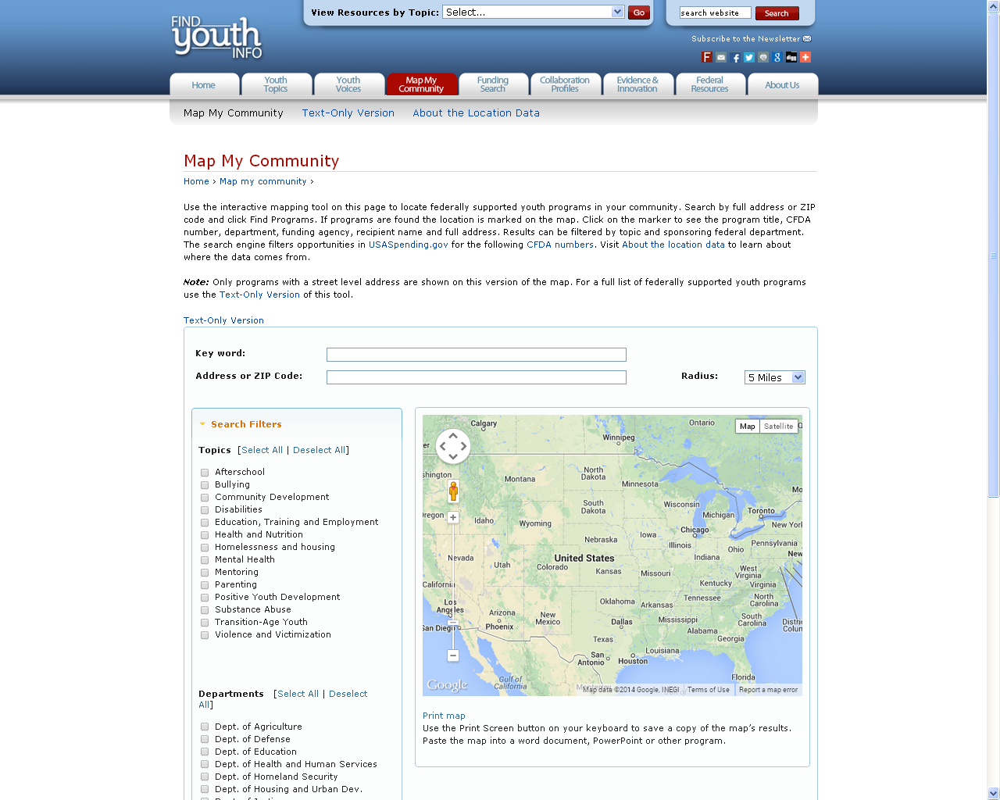 View Resources by Topic: Select... Go
search website Search
FIND youth INFO
Subscribe to the Newsletter
Home
Youth Topics
Youth Voices
Map My Community
Funding Search
Collaboration Profiles
Evidence & Innovation
Federal Resources
About Us
Map My Community Text-Only Version About the Location Data
Map My Community
Home › Map my community ›
Use the interactive mapping tool on this page to locate federally supported youth programs in your community. Search by full address or ZIP
code and click Find Programs. If programs are found the location is marked on the map. Click on the marker to see the program title, CFDA
number, department, funding agency, recipient name and full address. Results can be filtered by topic and sponsoring federal department.
The search engine filters opportunities in USASpending.gov for the following CFDA numbers. Visit About the location data to learn about
where the data comes from.
Note: Only programs with a street level address are shown on this version of the map. For a full list of federally supported youth programs
use the Text-Only Version of this tool.
Text-Only Version
Key word:
Address or ZIP Code: Radius: 5 Miles
Search Filters
Topics [Select All | Deselect All]
Afterschool
Bullying
Community Development
Disabilities
Education, Training and Employment
Health and Nutrition
Homelessness and housing
Mental Health
Mentoring
Parenting
Positive Youth Development
Substance Abuse
Transition-Age Youth
Violence and Victimization
Departments [Select All | Deselect
All]
Dept. of Agriculture
Dept. of Defense
Dept. of Education
Dept. of Health and Human Services
Dept. of Homeland Security
Dept. of Housing and Urban Dev.
Map Satellite
Calgary
Ontario
Winnipeg
Montana
North Dakota
Minnesota
South Dakota
Wisconsin
Michigan
Toronto
Idaho
Wyoming
Chicago
New York
Nebraska
Iowa
Illinois
Indiana
Ohio
Pennsylvania
Nevada
Utah
United States
Colorado
Kansas
Missouri
West Virginia
Virginia
Kentucky
California
Oklahoma
Arkansas
Tennessee
North Carolina
Los Angeles
Arizona
New Mexico
Mississippi
South Carolina
San Diego
Phoenix
Dallas
Alabama
Georgia
Texas
Louisiana
San Antonio
Houston
Gulf of California
Florida
Monterrey
Google
Map data ©2014 Google, INEGI Terms of Use Report a map error
Print map
Use the Print Screen button on your keyboard to save a copy of the map's results.
Paste the map into a word document, PowerPoint or other program.